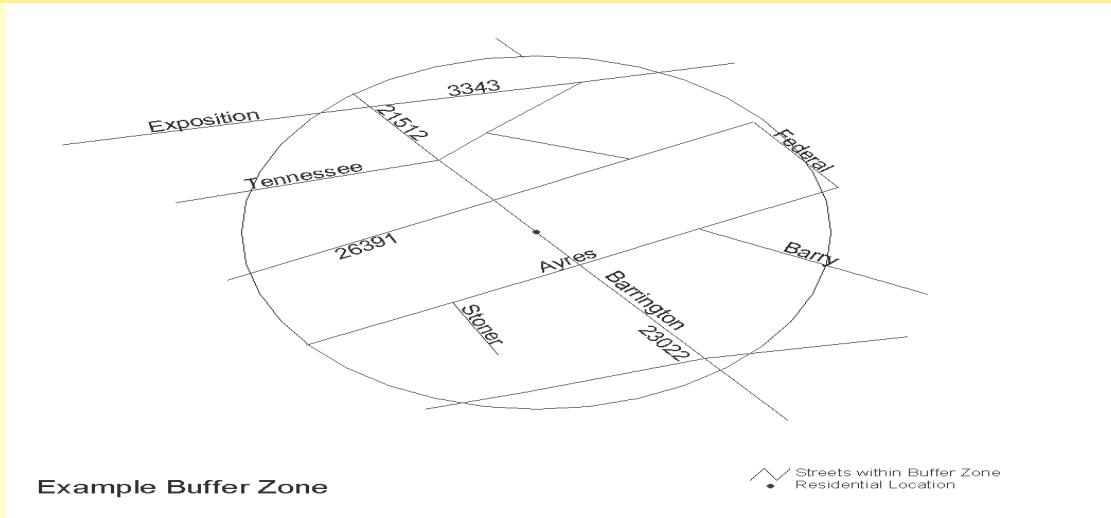 3343
Exposition
21512
Federal
Tennessee
26391
Ayres
Barry
Barrington
Stoner
23022
Streets within Buffer Zone
Residential Location
Example Buffer Zone